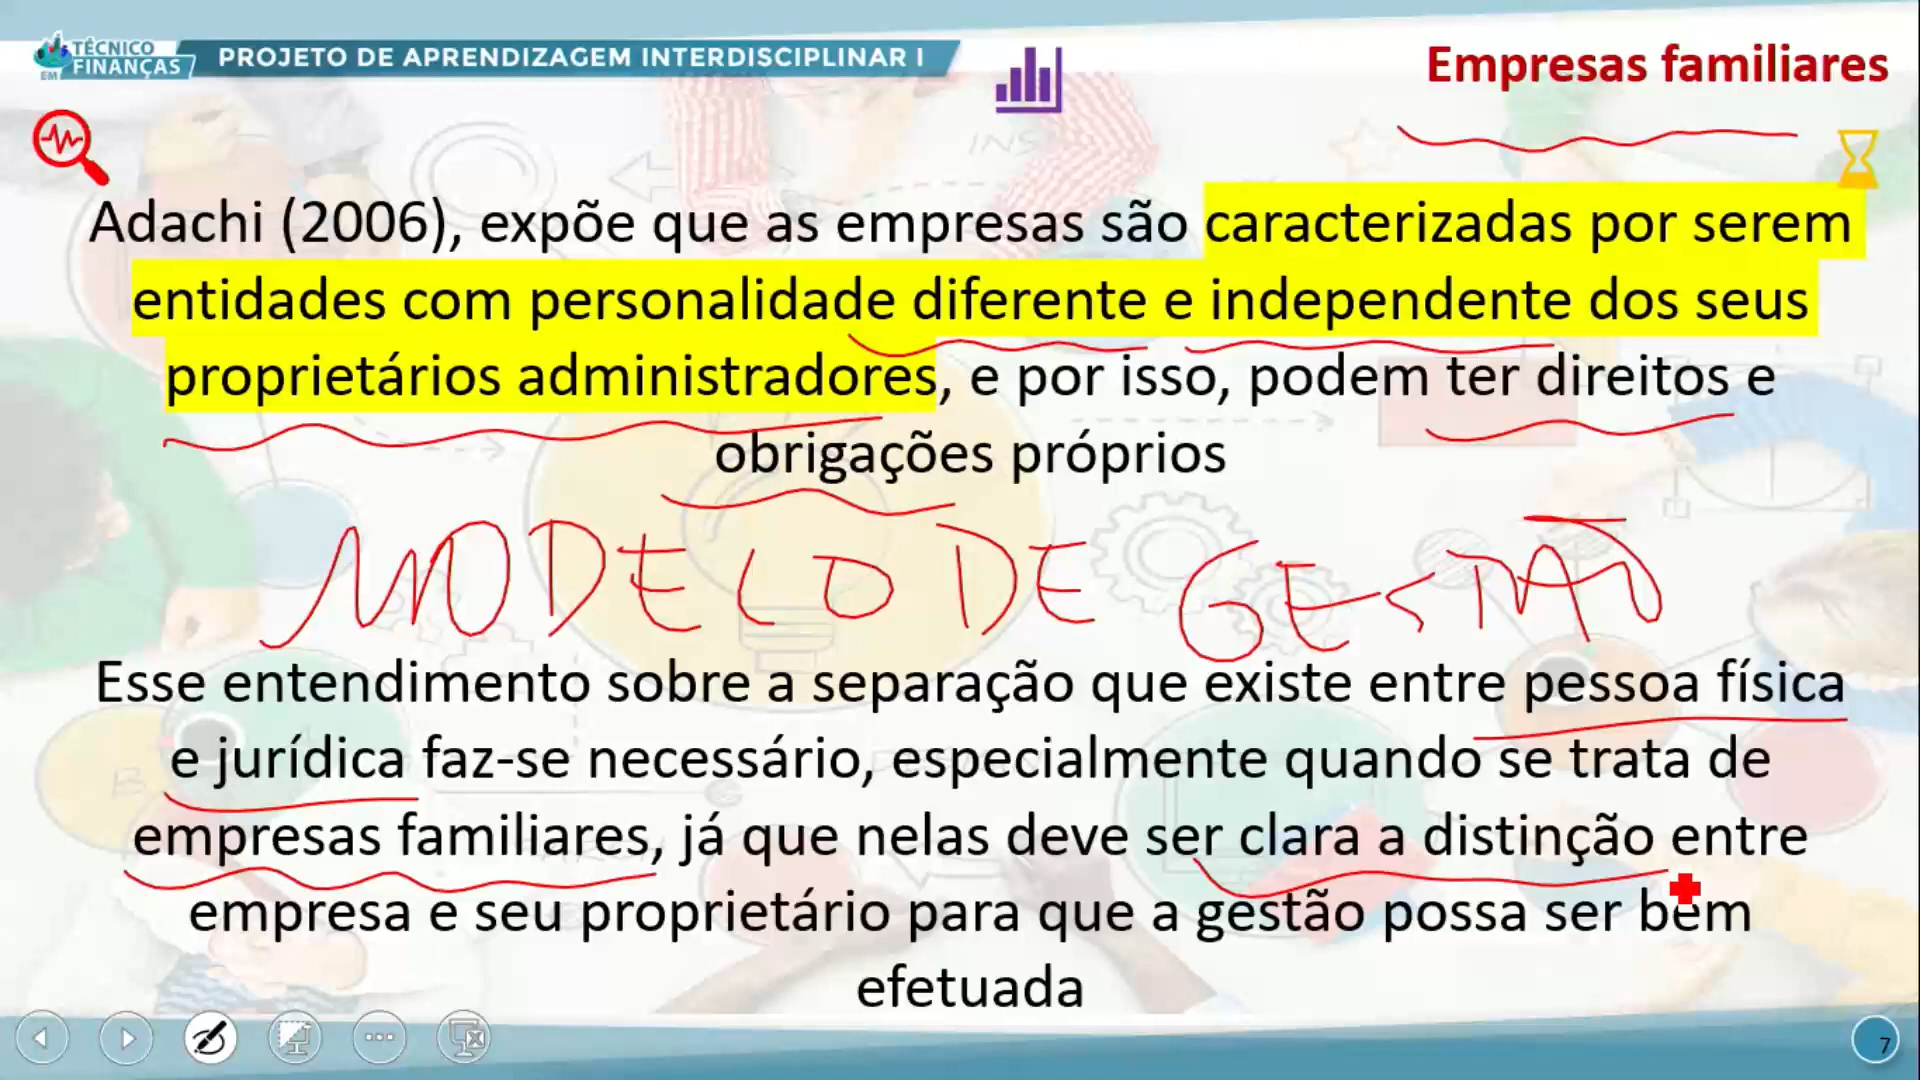 TÉCNICO
EM FINANÇAS
PROJETO DE APRENDIZAGEM INTERDISCIPLINAR I
Empresas familiares
INS
Adachi (2006), expõe que as empresas são caracterizadas por serem
entidades com personalidade diferente e independente dos seus
proprietários administradores, e por isso, podem ter direitos e
obrigações próprios
MODELO DE GESTÃO
Esse entendimento sobre a separação que existe entre pessoa física
e jurídica faz-se necessário, especialmente quando se trata de
empresas familiares, já que nelas deve ser clara a distinção entre
empresa e seu proprietário para que a gestão possa ser bem
efetuada
7